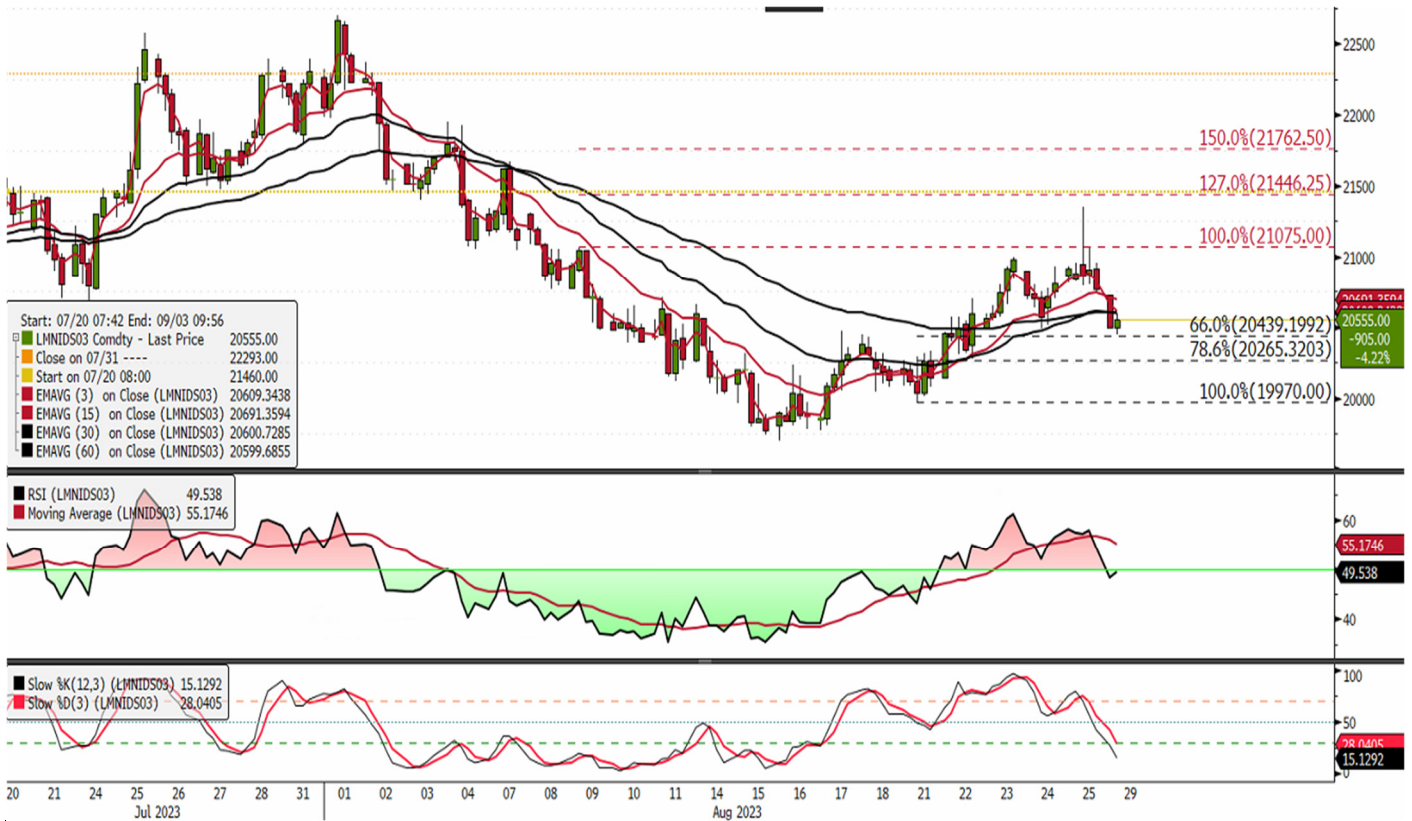 22500
22000
150.0%(21762.50)
21500
127.0%(21446.25)
100.0%(21075.00)
21000
20691.3594
20555.00
-905.00
-4.22%
66.0%(20439.1992)
78.6%(20265.3203)
100.0%(19970.00)
20000
Start: 07/20 07:42 End: 09/03 09:56
LMNIDS03 Comdty - Last Price 20555.00
Close on 07/31 ---- 22293.00
Start on 07/20 08:00 21460.00
EMAVG (3) on Close (LMNIDS03) 20609.3438
EMAVG (15) on Close (LMNIDS03) 20691.3594
EMAVG (30) on Close (LMNIDS03) 20600.7285
EMAVG (60) on Close (LMNIDS03) 20599.6855
RSI (LMNIDS03) 49.538
Moving Average (LMNIDS03) 55.1746
60
55.1746
49.538
40
Slow %K(12,3) (LMNIDS03) 15.1292
Slow %D(3) (LMNIDS03) 28.0405
100
50
28.0405
15.1292
0
20 21 24 25 26 27 28 31 01 02 03 04 07 08 09 10 11 14 15 16 17 18 21 22 23 24 25 29
Jul 2023 Aug 2023